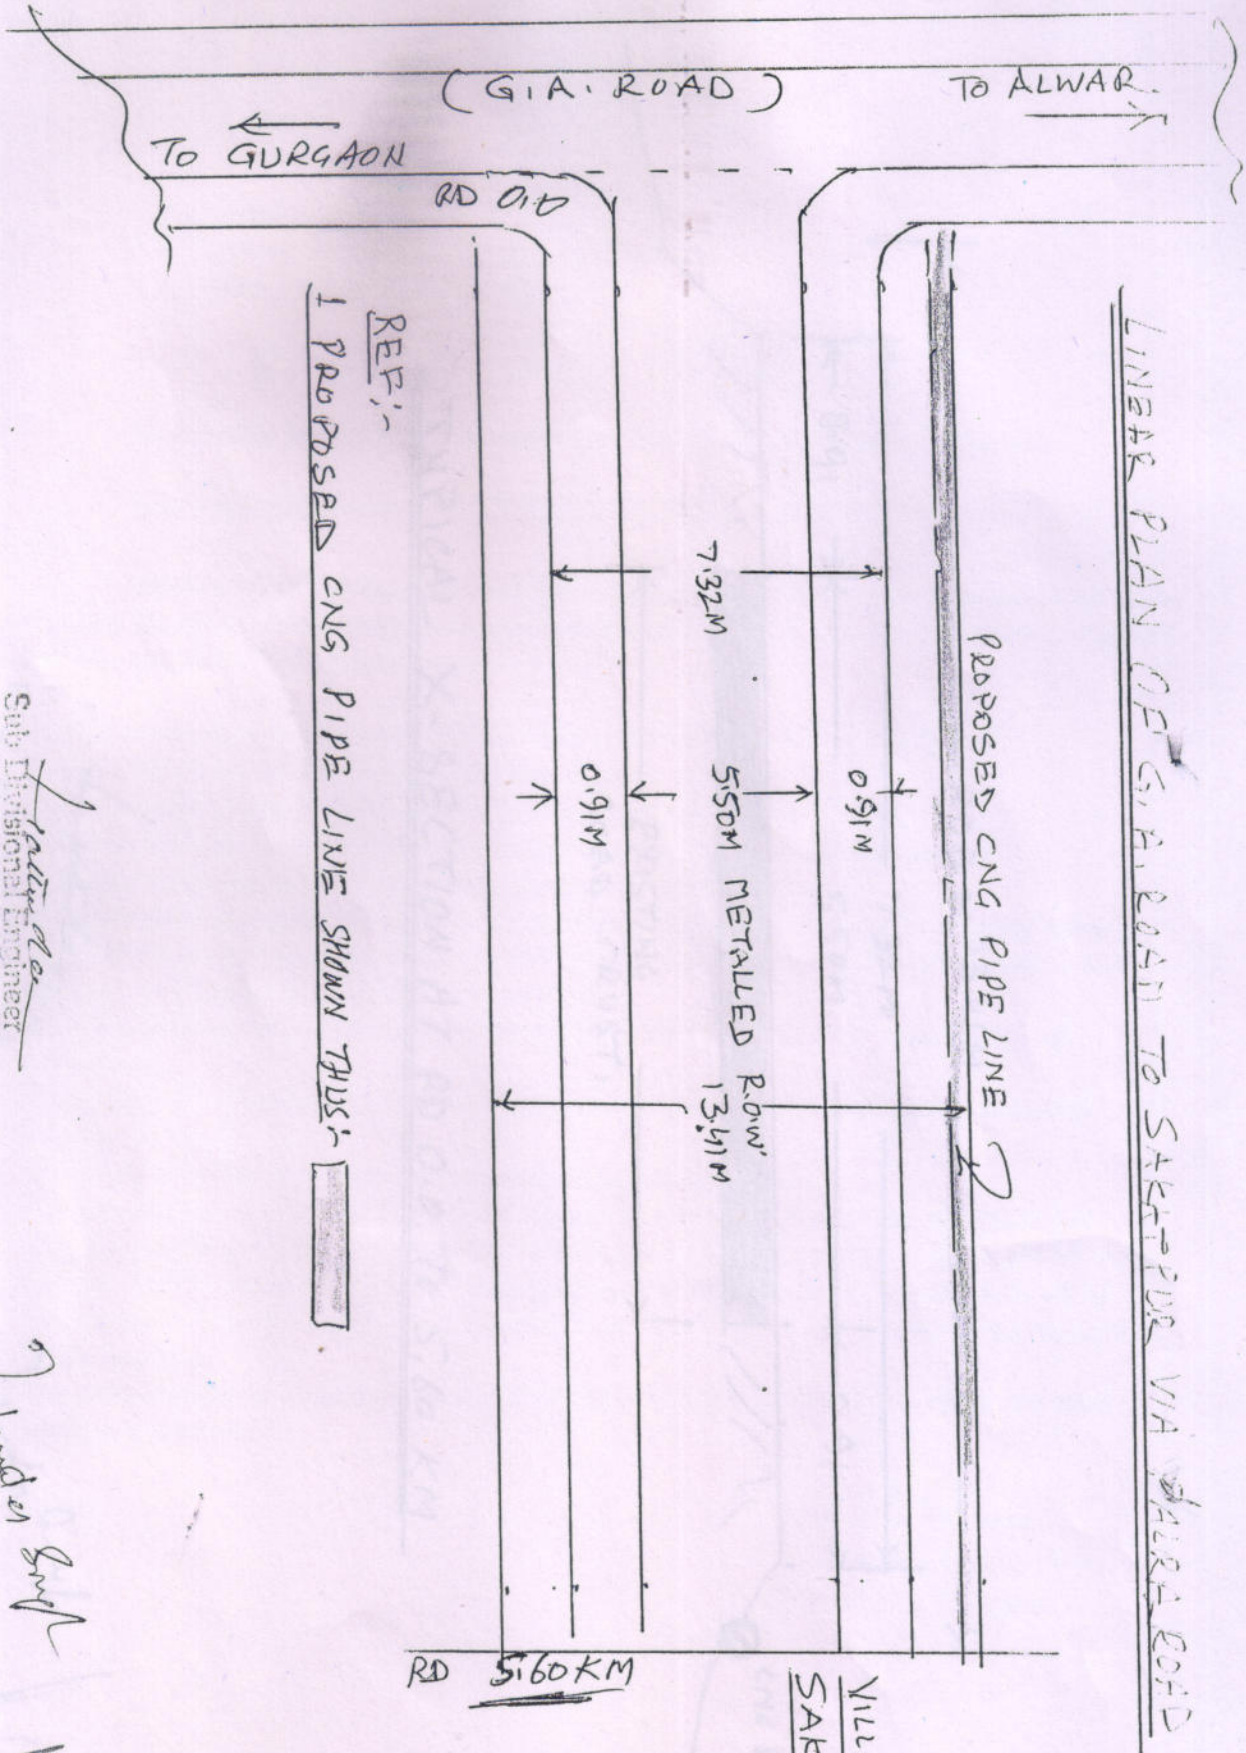 LINEAR PLAN OF G.A. ROAD TO SAKATPUR VIA ROAD
(G.A. ROAD)
TO ALWAR
TO GURGAON
RD 0.0
PROPOSED CNG PIPE LINE
0.91M
7.32M
5.50M METALLED R.O.W.
13.41M
0.91M
REF:-
1 PROPOSED CNG PIPE LINE SHOWN THUS:-
RD 5.60KM
VILL
SAK
Sub Divisional Engineer